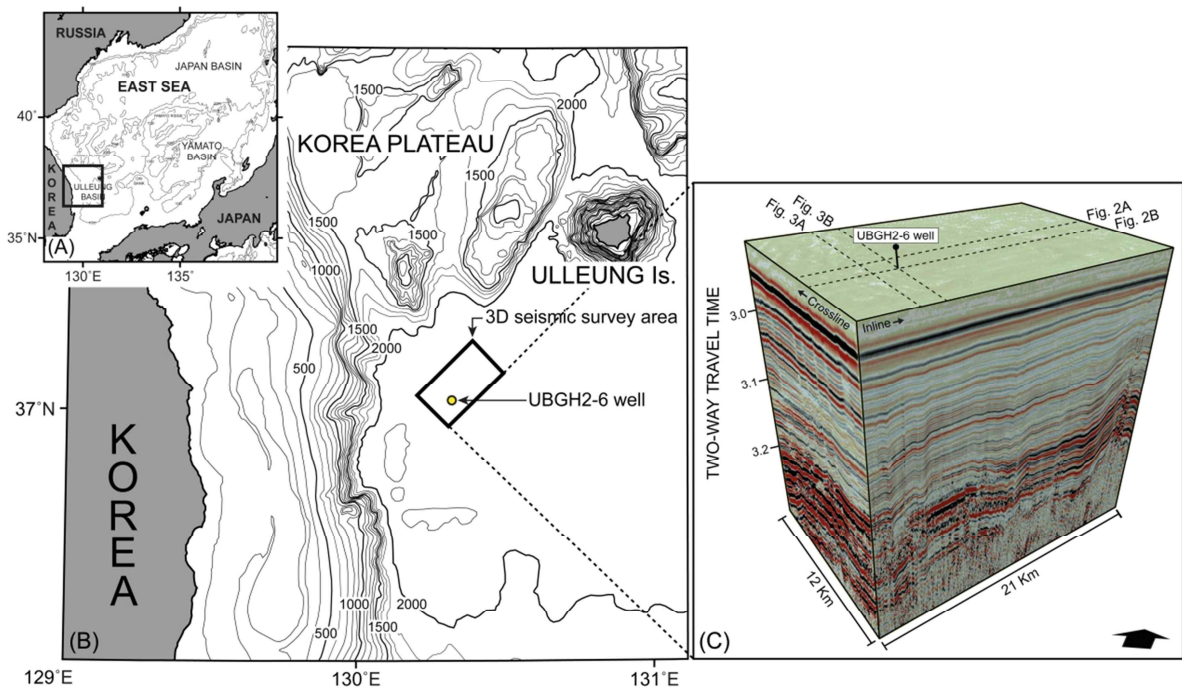 RUSSIA
JAPAN BASIN
EAST SEA
40°
YAMATO
BASIN
KOREA
ULLEUNG
BASIN
JAPAN
35°N
(A)
130°E
135°
1500
2000
KOREA PLATEAU
1500
1500
1500
1000
ULLEUNG Is.
1500
3D seismic survey area
2000
500
37°N
UBGH2-6 well
KOREA
1000
2000
500
1500
(B)
129°E
130°E
131°E
Fig. 3B
Fig. 3A
Fig. 2A
Fig. 2B
UBGH2-6 well
Crossline
Inline
3.0
3.1
3.2
TWO-WAY TRAVEL TIME
12 Km
21 Km
(C)